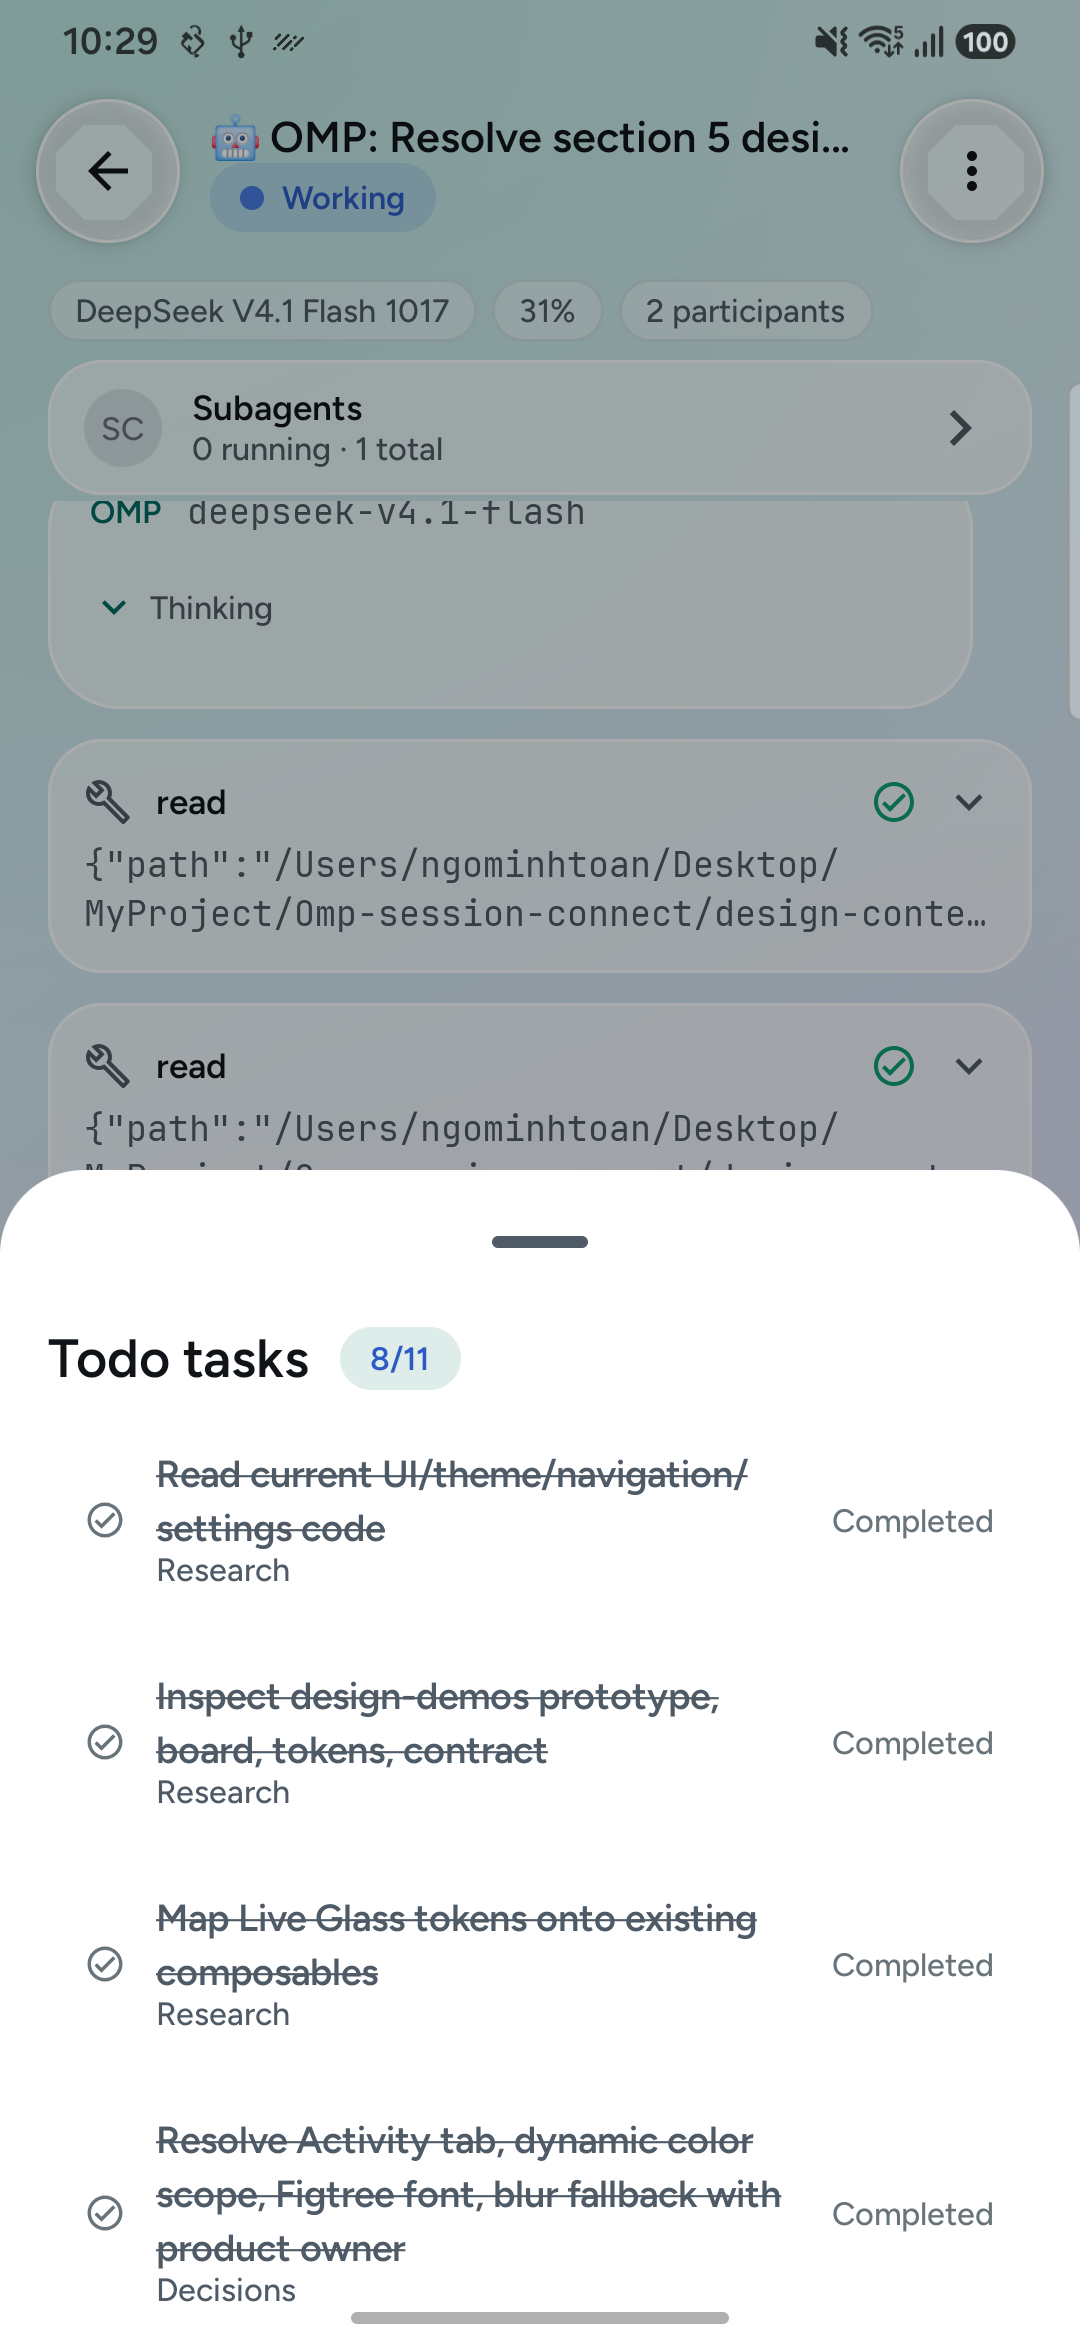 10:29
5
100
OMP: Resolve section 5 desi...
Working
DeepSeek V4.1 Flash 1017
31%
2 participants
SC
Subagents
0 running · 1 total
OMP deepseek-v4.1-flash
Thinking
read
{"path":"/Users/ngominhtoan/Desktop/
MyProject/Omp-session-connect/design-conte…
read
{"path":"/Users/ngominhtoan/Desktop/
Todo tasks
8/11
Read current UI/theme/navigation/
settings code
Research
Completed
Inspect design-demos prototype,
board, tokens, contract
Research
Completed
Map Live Glass tokens onto existing
composables
Research
Completed
Resolve Activity tab, dynamic color
scope, Figtree font, blur fallback with
product owner
Decisions
Completed